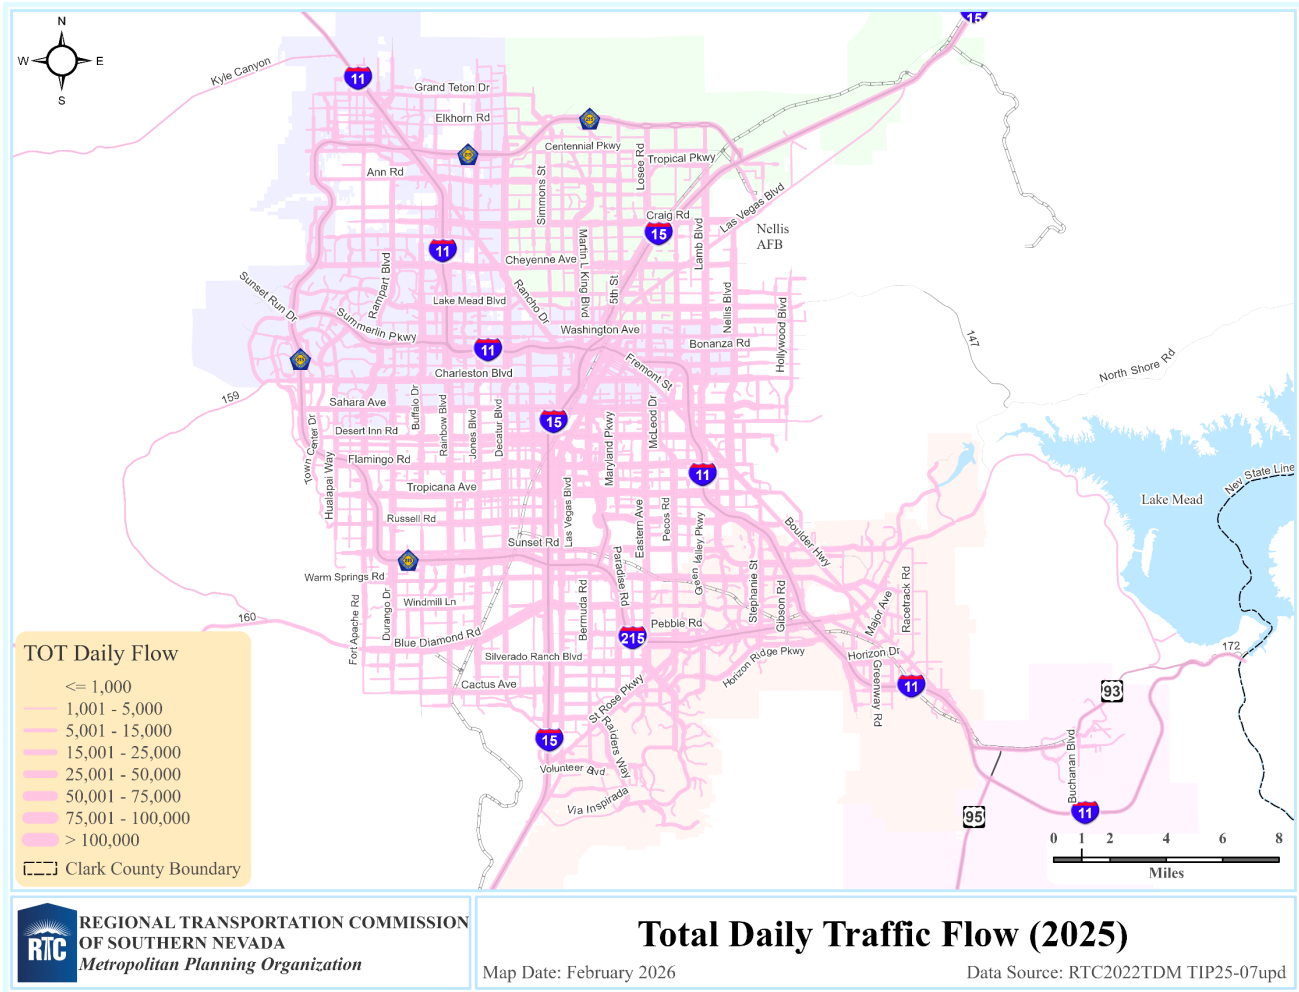 N
W E
S
15
Kyle Canyon
11
Grand Teton Dr
Elkhorn Rd
Centennial Pkwy
Losee Rd
Tropical Pkwy
Ann Rd
Simmons St
Craig Rd
Las Vegas Blvd
Nellis
AFB
15
Lamb Blvd
11
Martin L King Blvd
Cheyenne Ave
Rampart Blvd
Sunset Run Dr
Rancho Dr
5th St
Nellis Blvd
Hollywood Blvd
Lake Mead Blvd
Summerlin Pkwy
Washington Ave
Bonanza Rd
147
North Shore Rd
11
Fremont St
Charleston Blvd
159
Sahara Ave
Buffalo Dr
Rainbow Blvd
Jones Blvd
Decatur Blvd
15
Maryland Pkwy
McLeod Dr
Town Center Dr
Desert Inn Rd
Flamingo Rd
Hualapai Way
11
Tropicana Ave
Las Vegas Blvd
Nev State Line
Lake Mead
Russell Rd
Eastern Ave
Pecos Rd
Green Valley Pkwy
Boulder Hwy
Sunset Rd
Paradise Rd
Warm Springs Rd
Stephanie St
Gibson Rd
Major Ave
Racetrack Rd
Fort Apache Rd
Durango Dr
Windmill Ln
Bermuda Rd
160
Blue Diamond Rd
Pebble Rd
215
172
Silverado Ranch Blvd
Horizon Ridge Pkwy
Horizon Dr
Greenway Rd
Cactus Ave
St Rose Pkwy
11
93
15
Raiders Way
Buchanan Blvd
Volunteer Blvd
Via Inspirada
95
11
TOT Daily Flow
<= 1,000
1,001 - 5,000
5,001 - 15,000
15,001 - 25,000
25,001 - 50,000
50,001 - 75,000
75,001 - 100,000
> 100,000
Clark County Boundary
0 1 2 4 6 8
Miles
RTC
REGIONAL TRANSPORTATION COMMISSION
OF SOUTHERN NEVADA
Metropolitan Planning Organization
Total Daily Traffic Flow (2025)
Map Date: February 2026
Data Source: RTC2022TDM TIP25-07upd